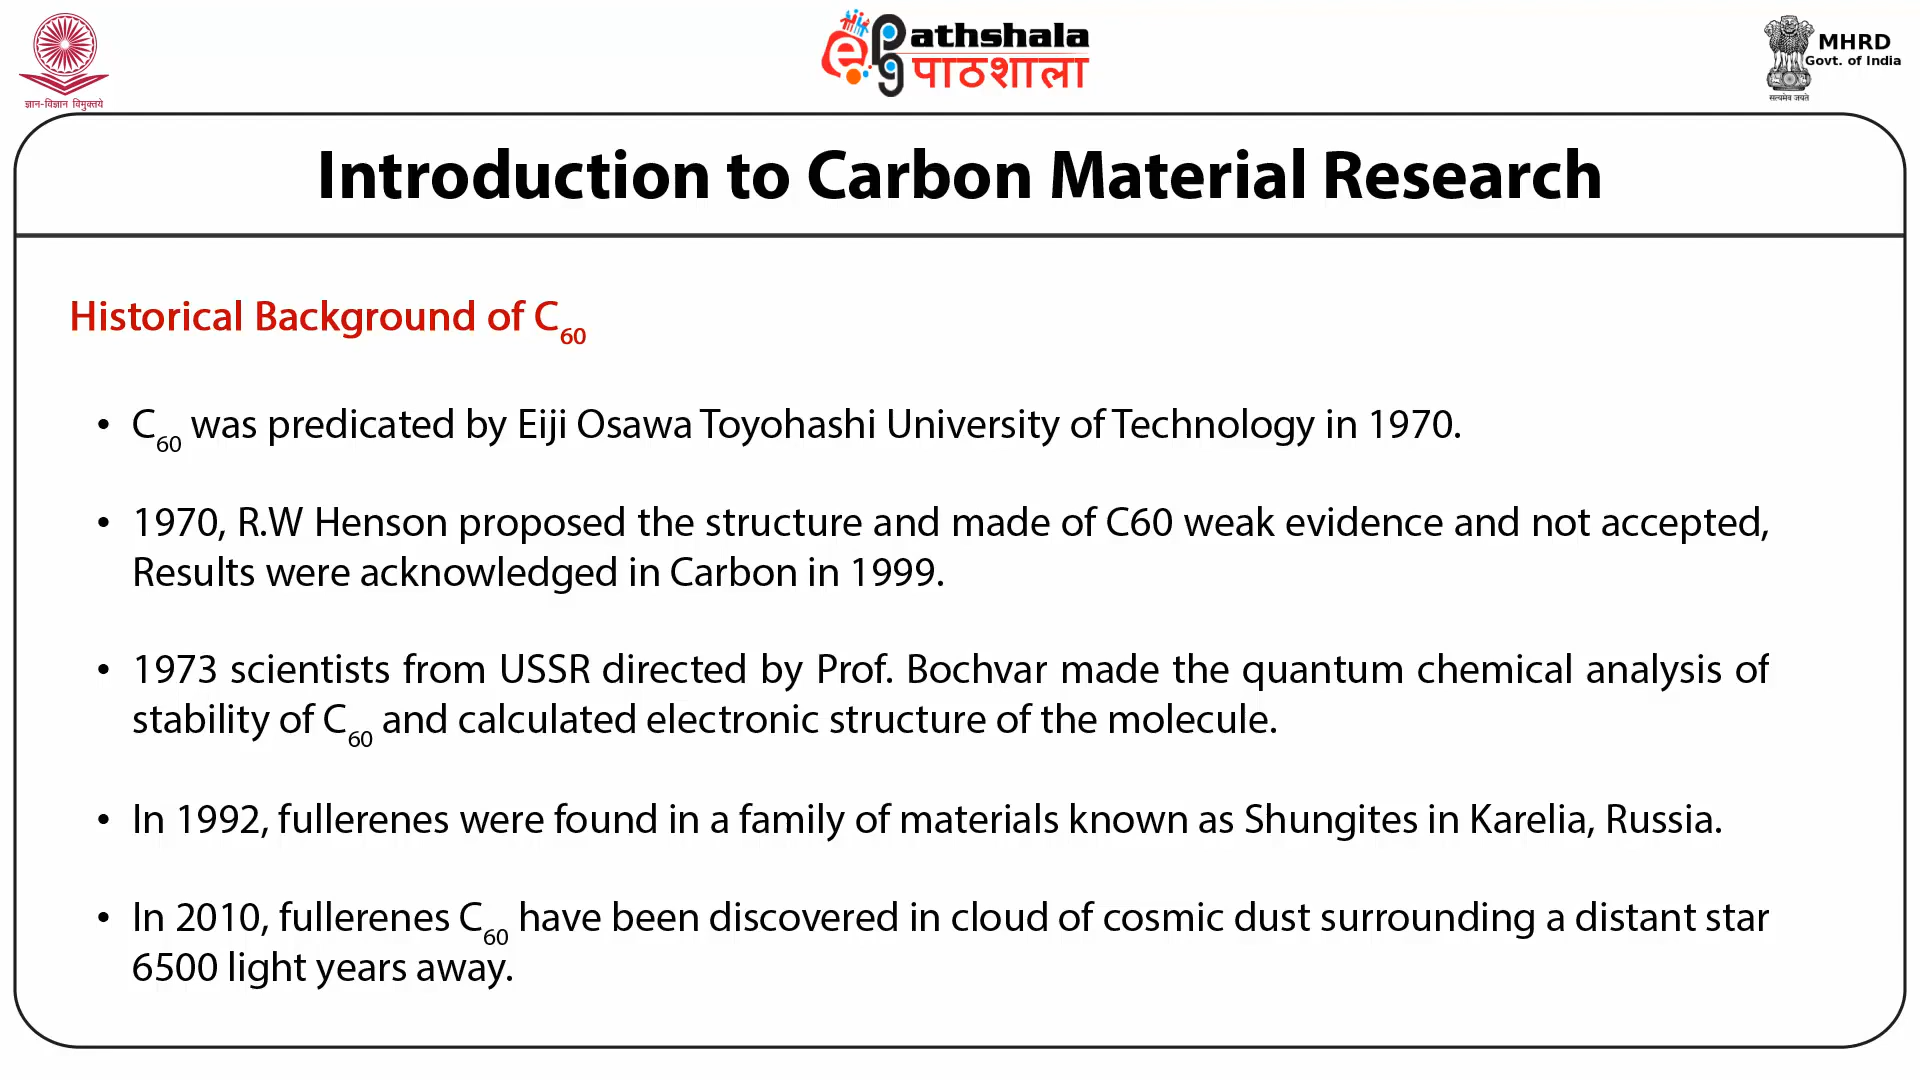 ज्ञान-विज्ञान विमुक्तये
ePathshala
पाठशाला
MHRD
Govt. of India
सत्यमेव जयते
Introduction to Carbon Material Research
Historical Background of C60
• C60 was predicated by Eiji Osawa Toyohashi University of Technology in 1970.
• 1970, R.W Henson proposed the structure and made of C60 weak evidence and not accepted,
Results were acknowledged in Carbon in 1999.
• 1973 scientists from USSR directed by Prof. Bochvar made the quantum chemical analysis of
stability of C60 and calculated electronic structure of the molecule.
• In 1992, fullerenes were found in a family of materials known as Shungites in Karelia, Russia.
• In 2010, fullerenes C60 have been discovered in cloud of cosmic dust surrounding a distant star
6500 light years away.